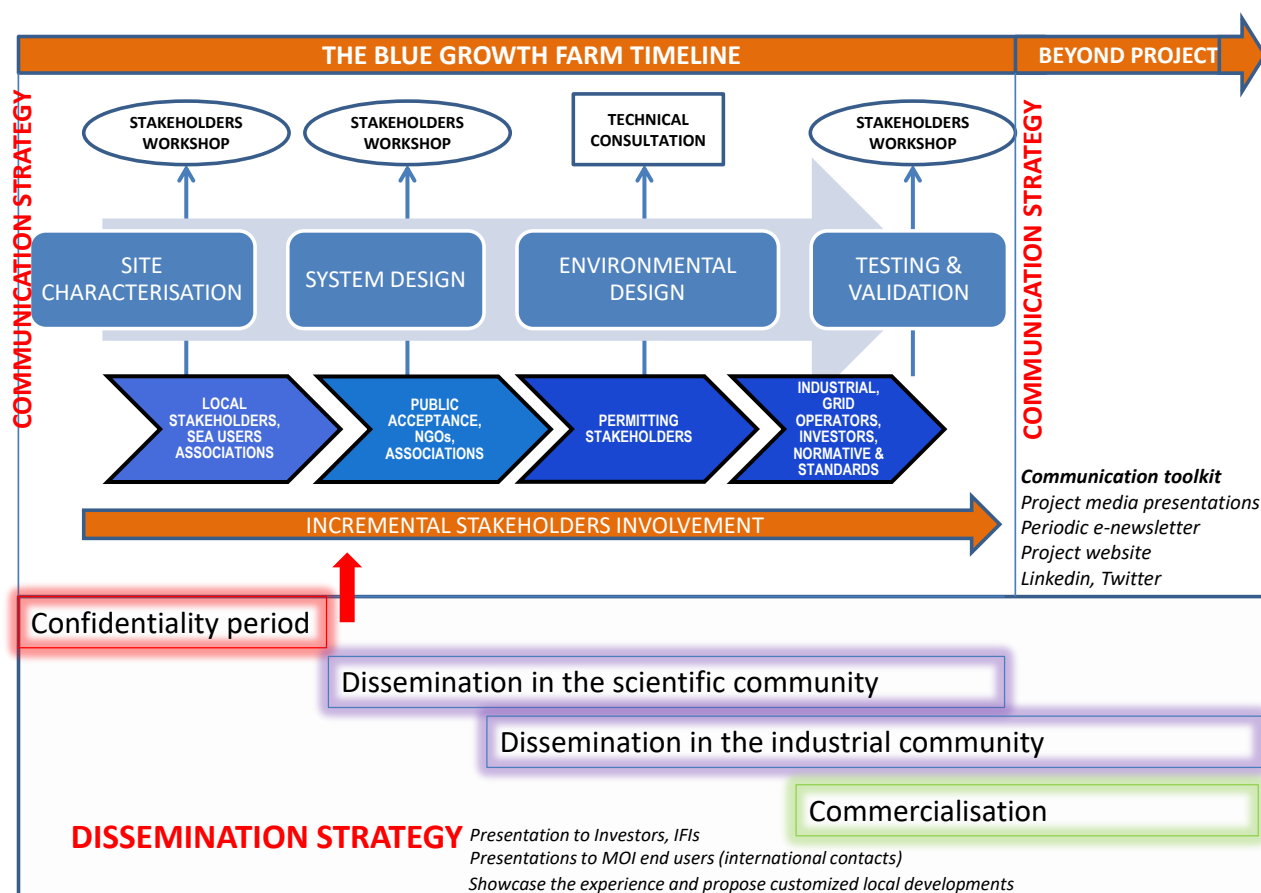 THE BLUE GROWTH FARM TIMELINE
BEYOND PROJECT
COMMUNICATION STRATEGY
STAKEHOLDERS
WORKSHOP
STAKEHOLDERS
WORKSHOP
TECHNICAL
CONSULTATION
STAKEHOLDERS
WORKSHOP
COMMUNICATION STRATEGY
SITE
CHARACTERISATION
SYSTEM DESIGN
ENVIRONMENTAL
DESIGN
TESTING &
VALIDATION
LOCAL
STAKEHOLDERS,
SEA USERS
ASSOCIATIONS
PUBLIC
ACCEPTANCE,
NGOs,
ASSOCIATIONS
PERMITTING
STAKEHOLDERS
INDUSTRIAL,
GRID
OPERATORS,
INVESTORS,
NORMATIVE &
STANDARDS
INCREMENTAL STAKEHOLDERS INVOLVEMENT
Communication toolkit
Project media presentations
Periodic e-newsletter
Project website
Linkedin, Twitter
Confidentiality period
Dissemination in the scientific community
Dissemination in the industrial community
Commercialisation
DISSEMINATION STRATEGY
Presentation to Investors, IFIs
Presentations to MOI end users (international contacts)
Showcase the experience and propose customized local developments